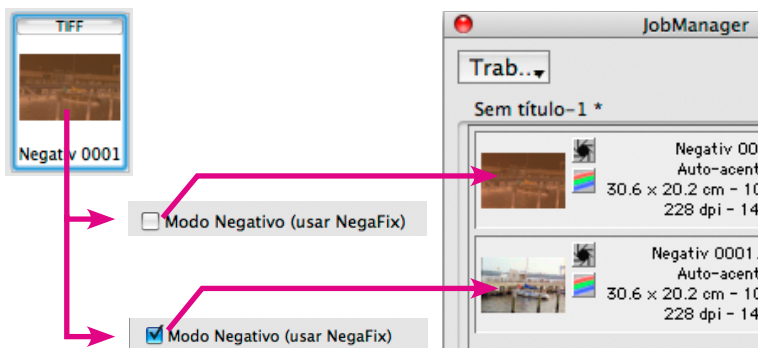 TIFF
Negativ 0001
Modo Negativo (usar NegaFix)
Modo Negativo (usar NegaFix)
JobManager
Trab...
Sem título-1 *
Negativ 00
Auto-acent
30.6 x 20.2 cm - 10
228 dpi - 14
Negativ 0001.
Auto-acent
30.6 x 20.2 cm - 10
228 dpi - 14